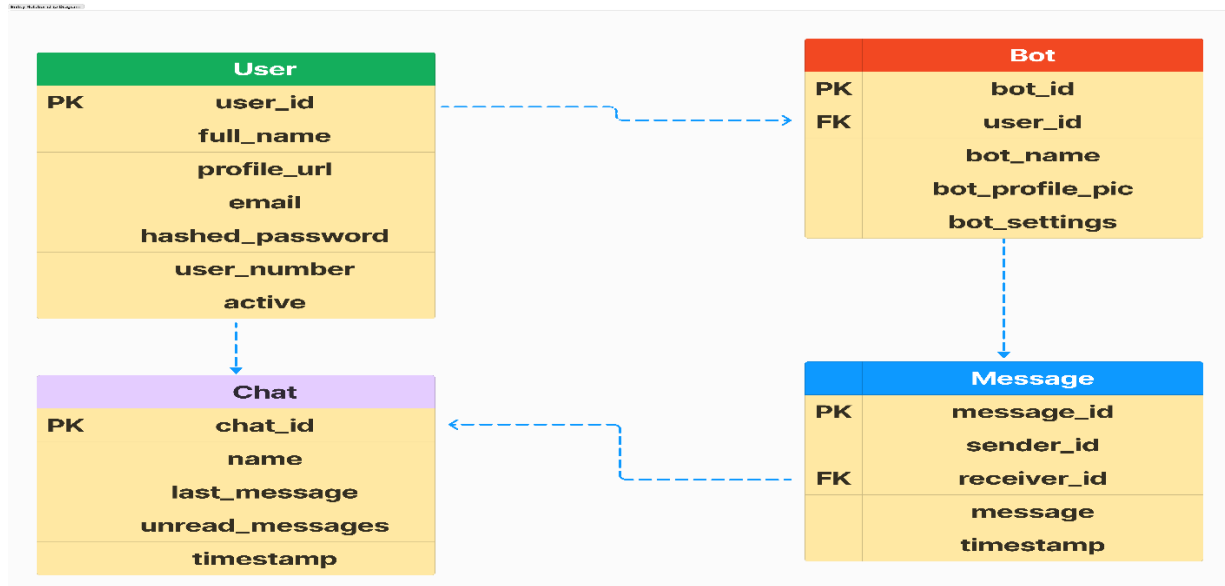 User
PK user_id
full_name
profile_url
email
hashed_password
user_number
active
Bot
PK bot_id
FK user_id
bot_name
bot_profile_pic
bot_settings
Chat
PK chat_id
name
last_message
unread_messages
timestamp
Message
PK message_id
sender_id
FK receiver_id
message
timestamp